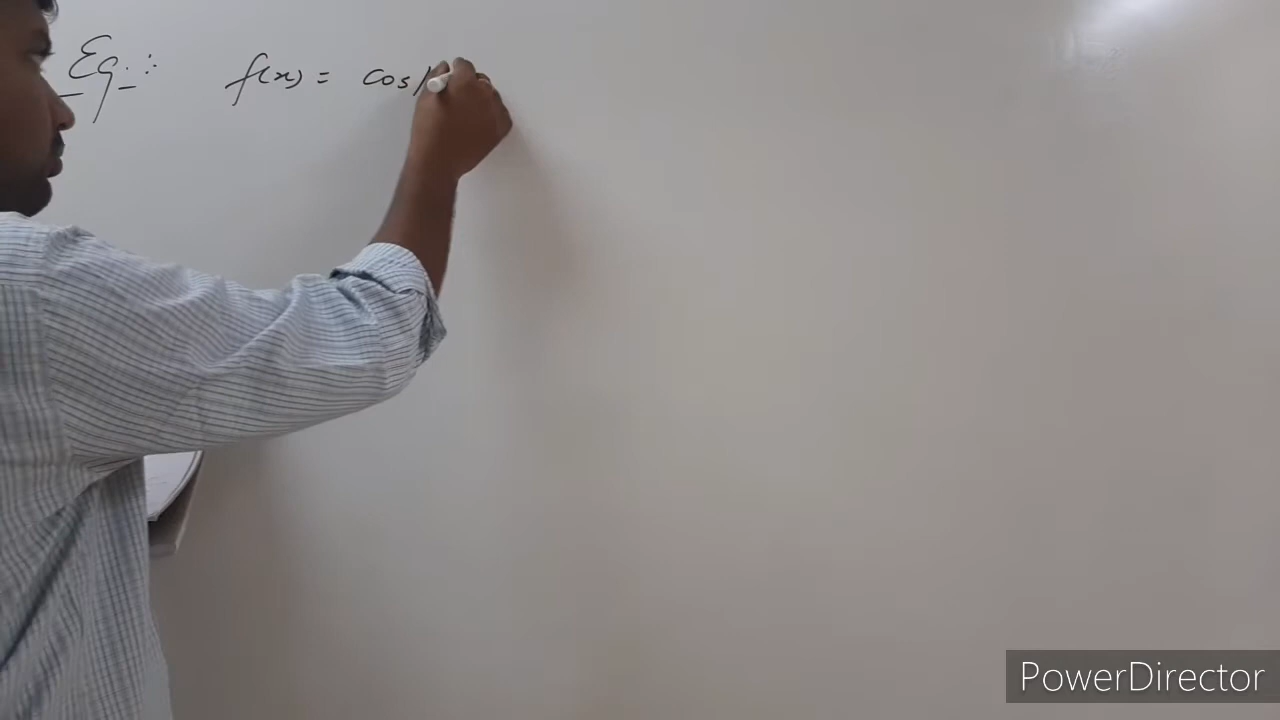 Eg. :
f(x) = cos
PowerDirector